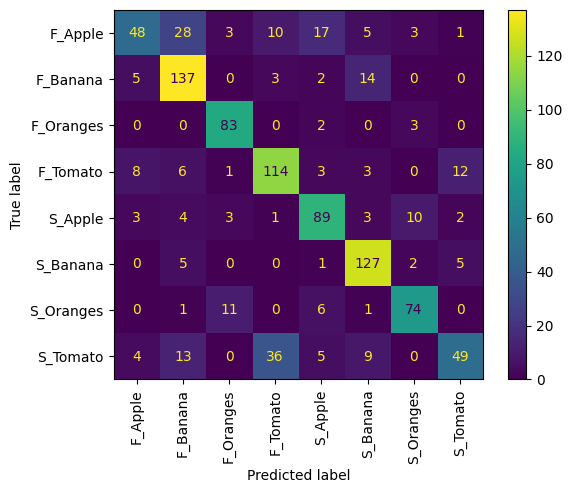 F_Apple 48 28 3 10 17 5 3 1
F_Banana 5 137 0 3 2 14 0 0
F_Oranges 0 0 83 0 2 0 3 0
F_Tomato 8 6 1 114 3 3 0 12
S_Apple 3 4 3 1 89 3 10 2
S_Banana 0 5 0 0 1 127 2 5
S_Oranges 0 1 11 0 6 1 74 0
S_Tomato 4 13 0 36 5 9 0 49
True label
F_Apple
F_Banana
F_Oranges
F_Tomato
S_Apple
S_Banana
S_Oranges
S_Tomato
Predicted label
120
100
80
60
40
20
0